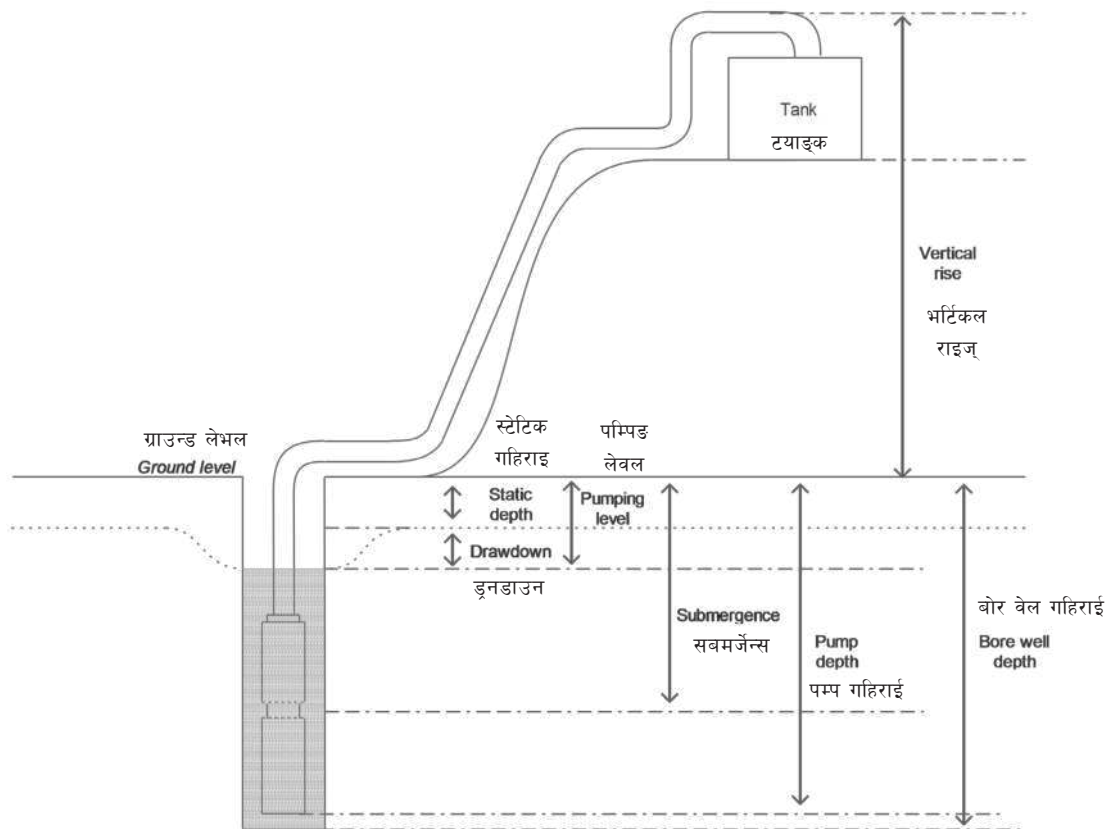 Tank
टयाङ्क
Vertical
rise
भर्टिकल
राइज्
ग्राउन्ड लेभल
Ground level
स्टेटिक
गहिराइ
पम्पिङ
लेवल
Static
depth
Pumping
level
Drawdown
ड्रनडाउन
Submergence
सबमर्जेन्स
Pump
depth
पम्प गहिराई
बोर वेल गहिराई
Bore well
depth